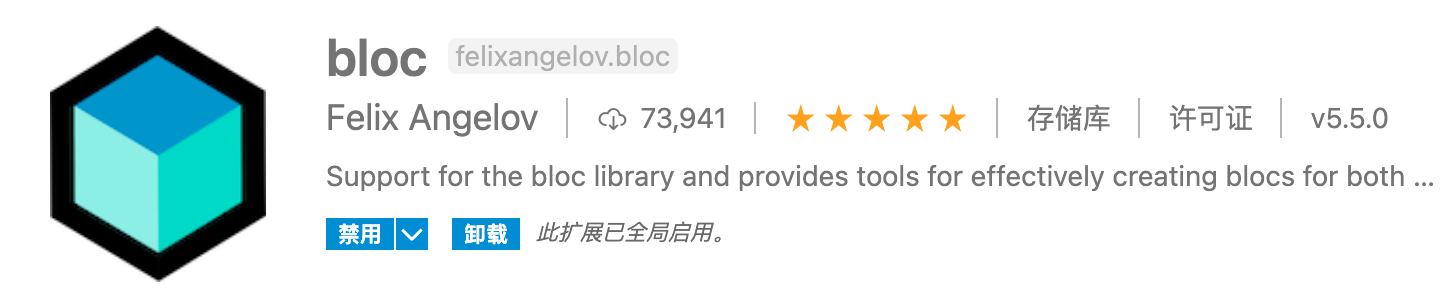 bloc felixangelov.bloc
Felix Angelov 73,941 存储库 许可证 v5.5.0
Support for the bloc library and provides tools for effectively creating blocs for both ...
禁用 卸载 此扩展已全局启用。